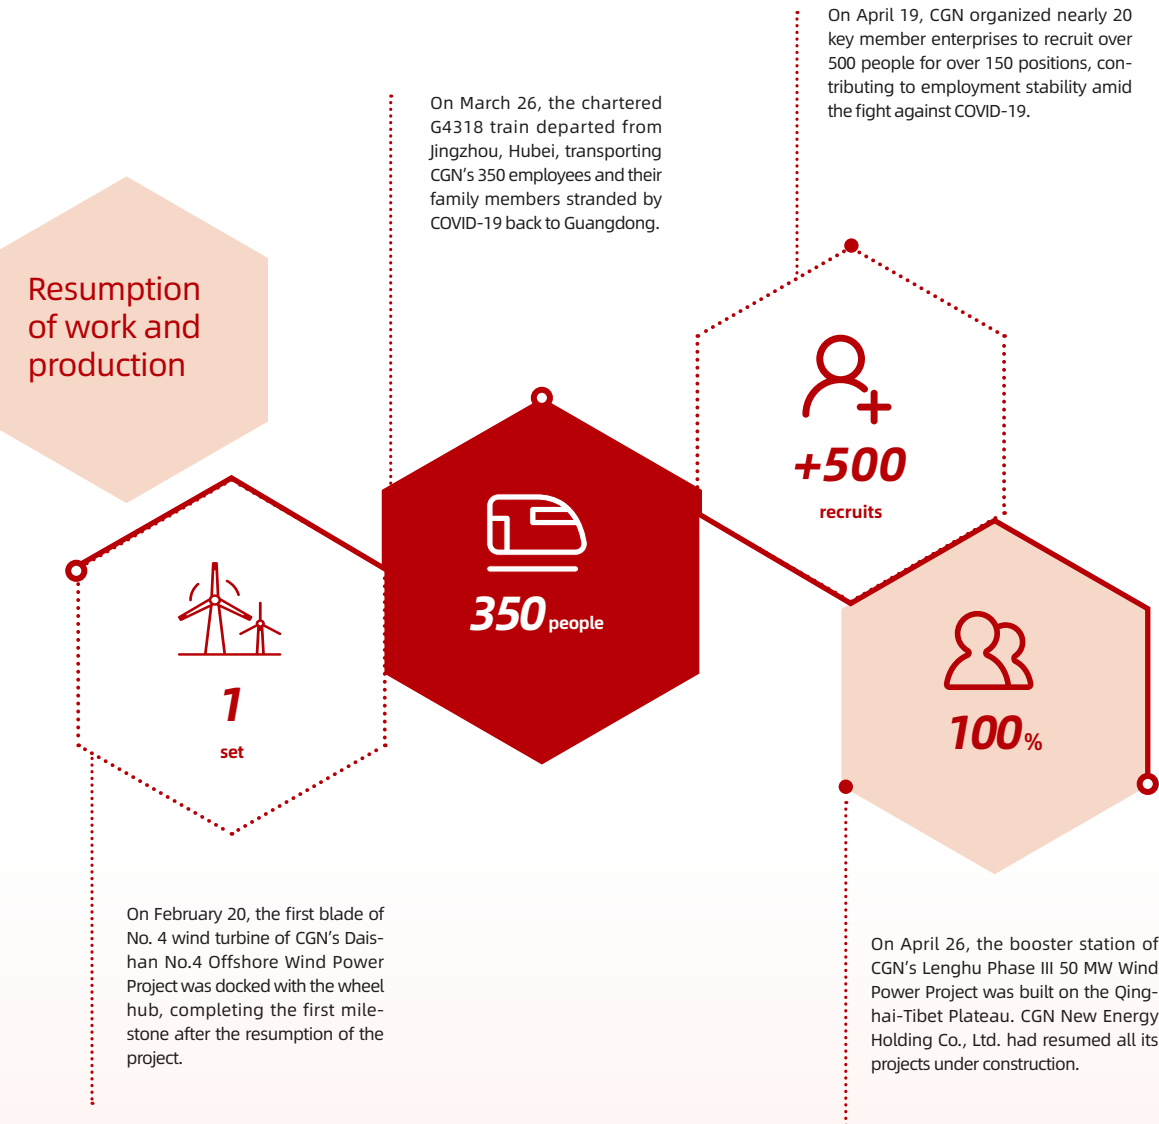 Resumption
of work and
production
1
set
On February 20, the first blade of
No. 4 wind turbine of CGN's Dais-
han No.4 Offshore Wind Power
Project was docked with the wheel
hub, completing the first mile-
stone after the resumption of the
project.
On March 26, the chartered
G4318 train departed from
Jingzhou, Hubei, transporting
CGN's 350 employees and their
family members stranded by
COVID-19 back to Guangdong.
350 people
On April 19, CGN organized nearly 20
key member enterprises to recruit over
500 people for over 150 positions, con-
tributing to employment stability amid
the fight against COVID-19.
+500
recruits
100%
On April 26, the booster station of
CGN's Lenghu Phase III 50 MW Wind
Power Project was built on the Qing-
hai-Tibet Plateau. CGN New Energy
Holding Co., Ltd. had resumed all its
projects under construction.